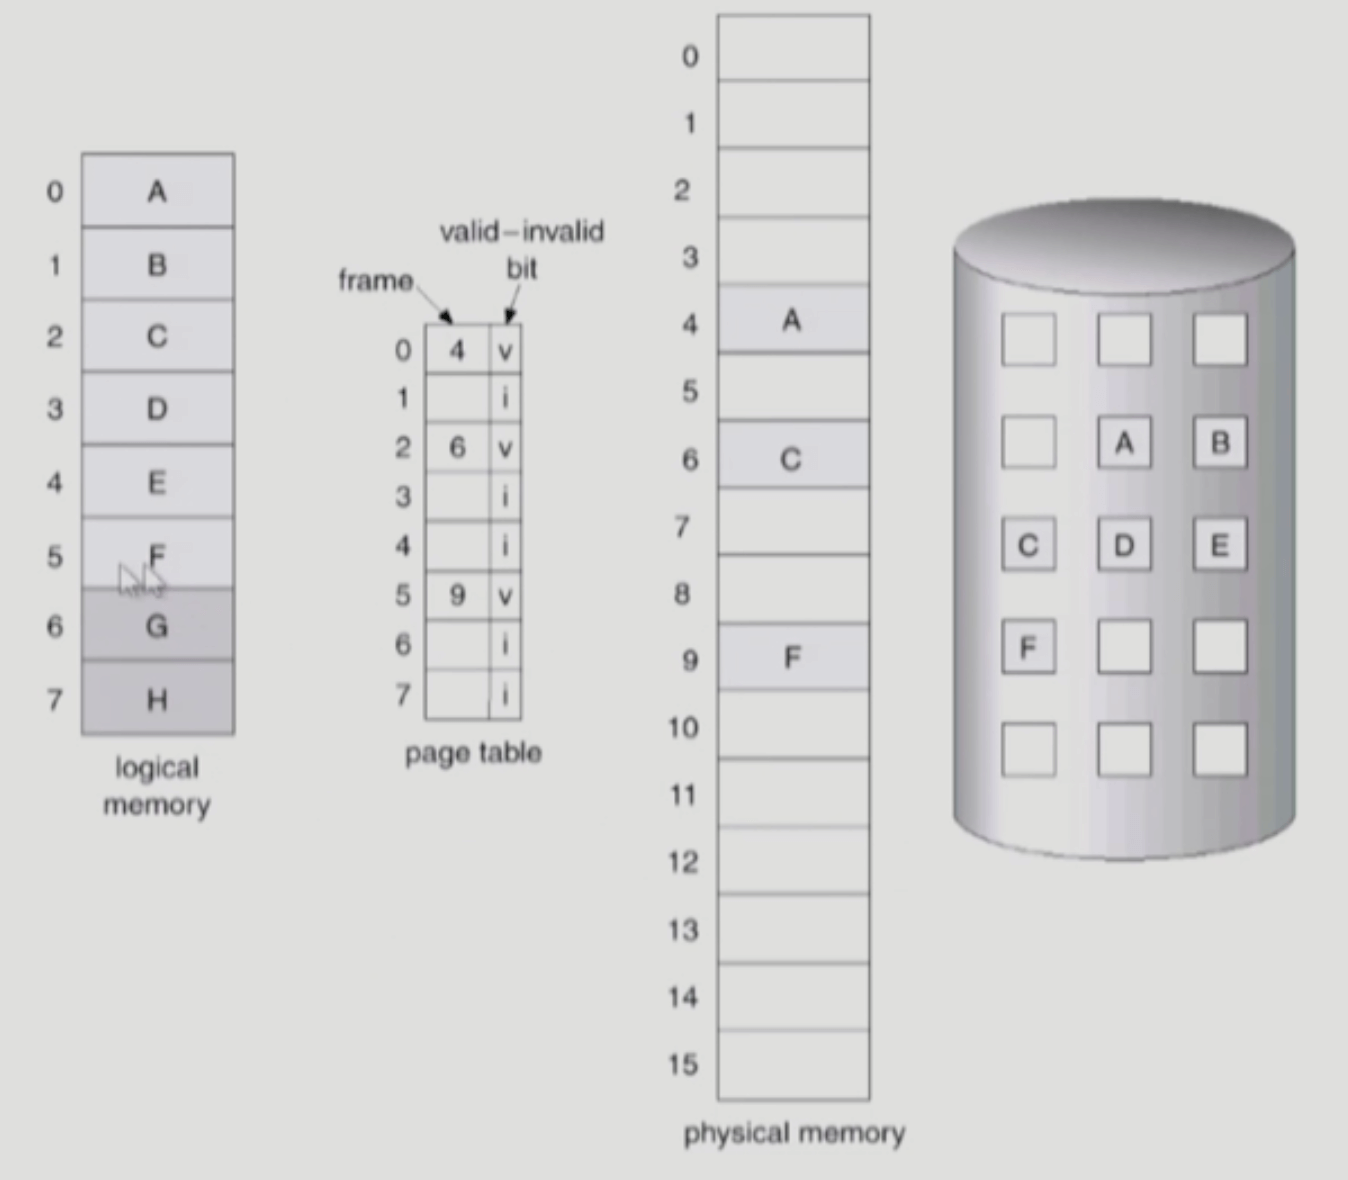 0 A
1 B
2 C
3 D
4 E
5 F
6 G
7 H
logical
memory
valid–invalid
bit
frame
0 4 v
1 i
2 6 v
3 i
4 i
5 9 v
6 i
7 i
page table
0
1
2
3
4 A
5
6 C
7
8
9 F
10
11
12
13
14
15
physical memory
A B
C D E
F